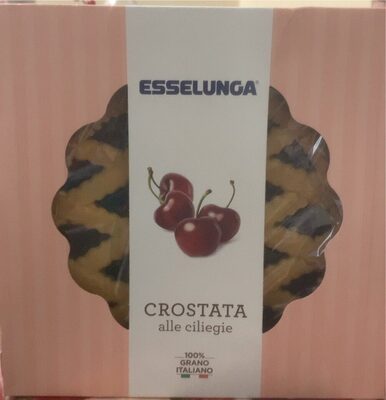 ESSELUNGA®
CROSTATA
alle ciliegie
100%
GRANO
ITALIANO